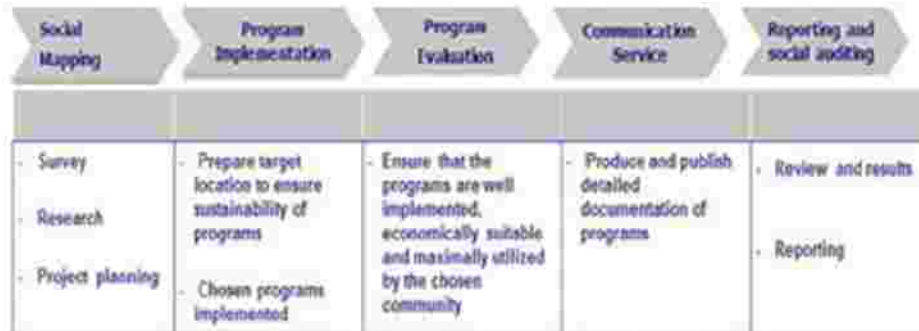 Social
Mapping
Program
Implementation
Program
Evaluation
Communication
Service
Reporting and
social auditing
- Survey
- Research
- Project planning
- Prepare target
location to ensure
sustainability of
programs
- Chosen programs
implemented
- Ensure that the
programs are well
implemented,
economically suitable
and maximally utilized
by the chosen
community
- Produce and publish
detailed
documentation of
programs
- Review and results
- Reporting